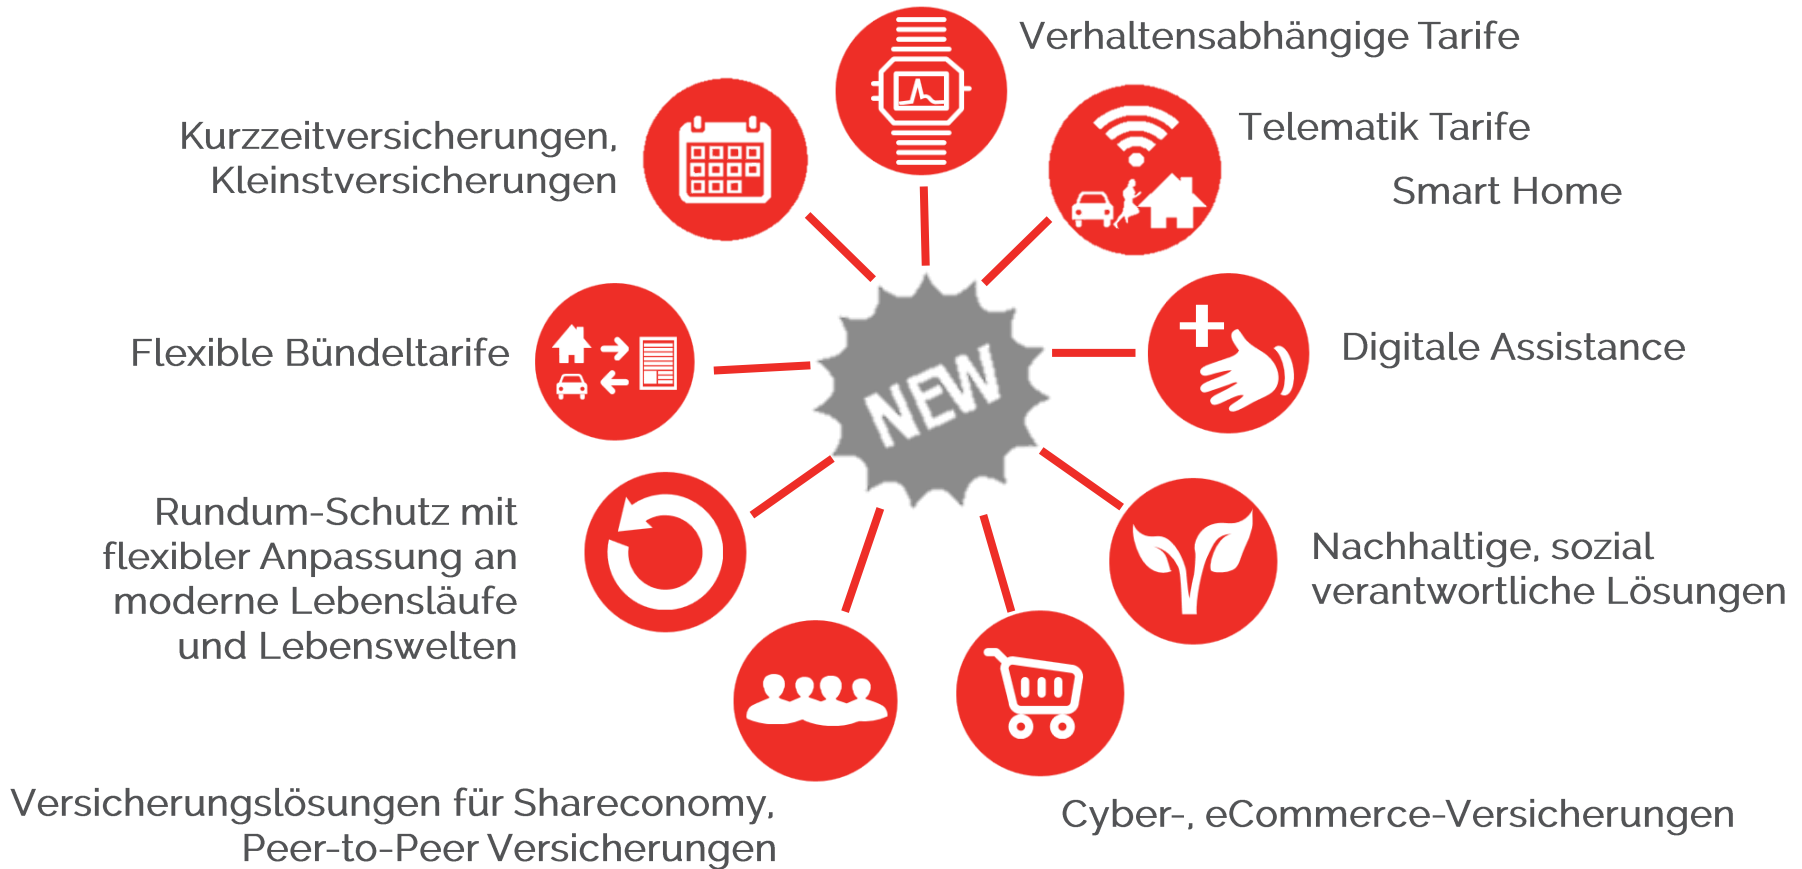 Verhaltensabhängige Tarife
Telematik Tarife
Smart Home
Kurzzeitversicherungen,
Kleinstversicherungen
Flexible Bündeltarife
NEW
Digitale Assistance
Rundum-Schutz mit
flexibler Anpassung an
moderne Lebensläufe
und Lebenswelten
Nachhaltige, sozial
verantwortliche Lösungen
Versicherungslösungen für Shareconomy,
Peer-to-Peer Versicherungen
Cyber-, eCommerce-Versicherungen